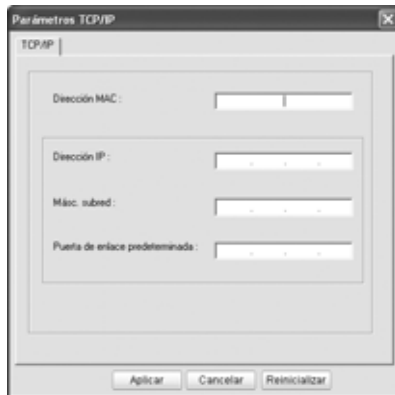 Parámetros TCP/IP
TCP/IP
Dirección MAC :
Dirección IP :
Másc. subred :
Puerta de enlace predeterminada :
Aplicar Cancelar Reinicializar